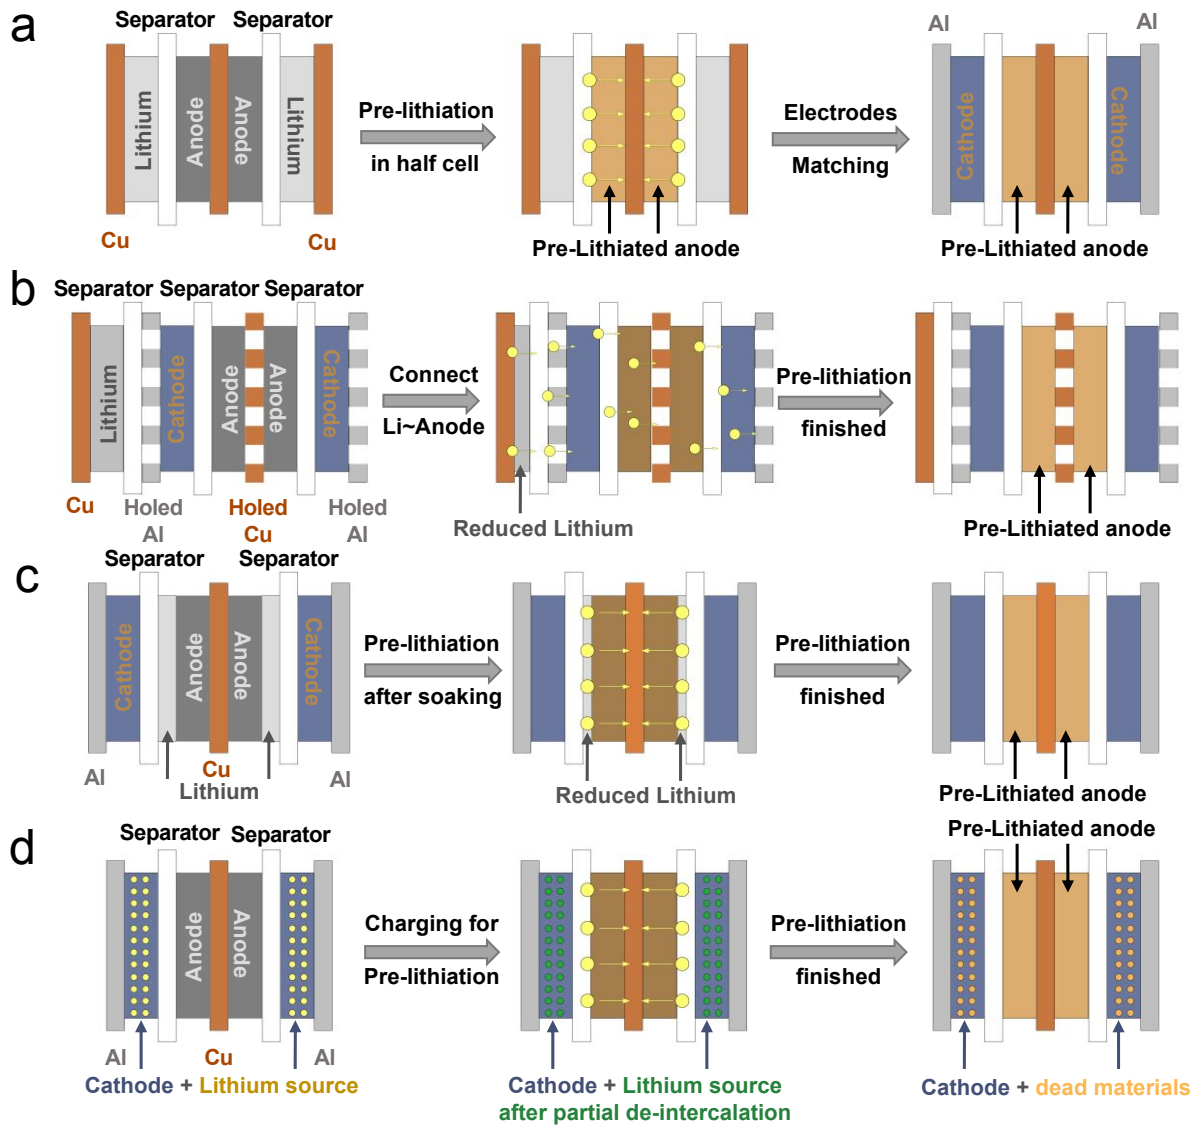 a
Separator Separator
Lithium
Anode
Anode
Lithium
Cu
Cu
Pre-lithiation
in half cell
Pre-Lithiated anode
Electrodes
Matching
Al
Al
Cathode
Cathode
Pre-Lithiated anode
b
Separator Separator Separator
Lithium
Cathode
Anode
Anode
Cathode
Cu
Holed
Al
Holed
Cu
Holed
Al
Connect
Li~Anode
Reduced Lithium
Pre-lithiation
finished
Pre-Lithiated anode
c
Separator Separator
Cathode
Anode
Anode
Cathode
Al
Cu
Lithium
Al
Pre-lithiation
after soaking
Reduced Lithium
Pre-lithiation
finished
Pre-Lithiated anode
d
Separator Separator
Anode
Anode
Al
Cu
Al
Cathode + Lithium source
Charging for
Pre-lithiation
Cathode + Lithium source
after partial de-intercalation
Pre-lithiation
finished
Pre-Lithiated anode
Cathode + dead materials